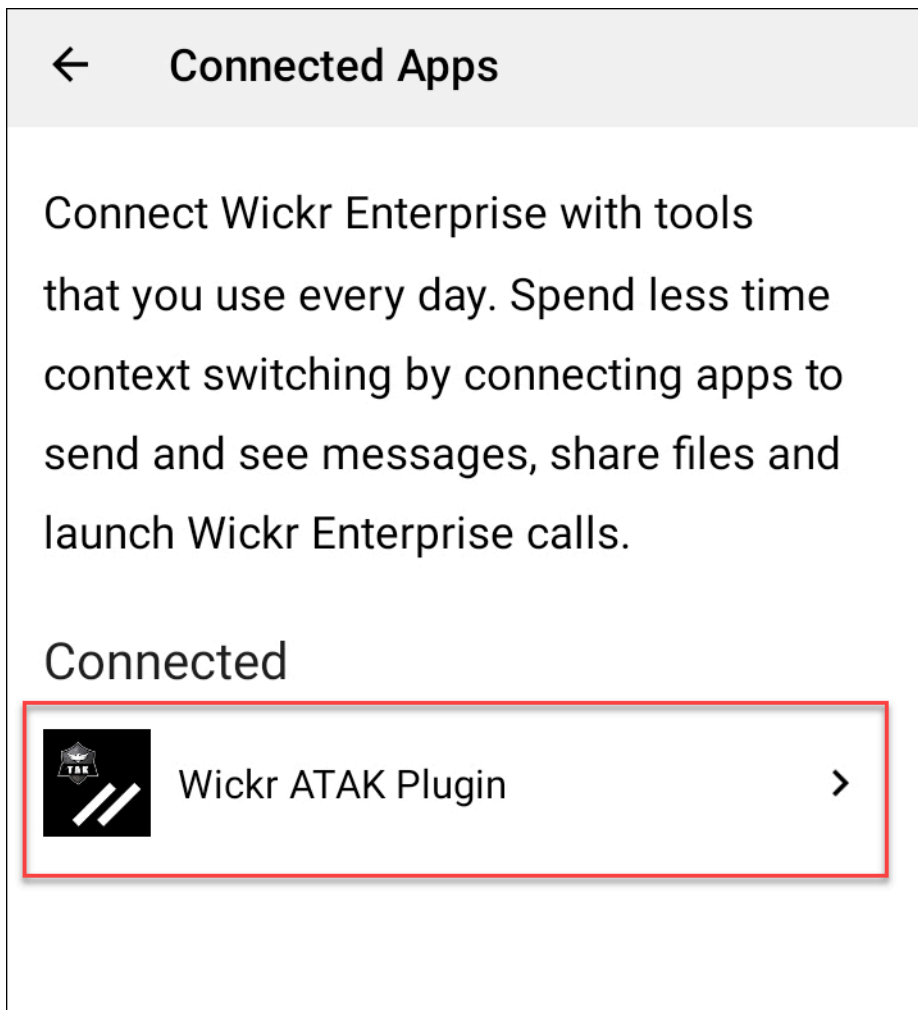 Connected Apps
Connect Wickr Enterprise with tools
that you use every day. Spend less time
context switching by connecting apps to
send and see messages, share files and
launch Wickr Enterprise calls.
Connected
TAK
Wickr ATAK Plugin